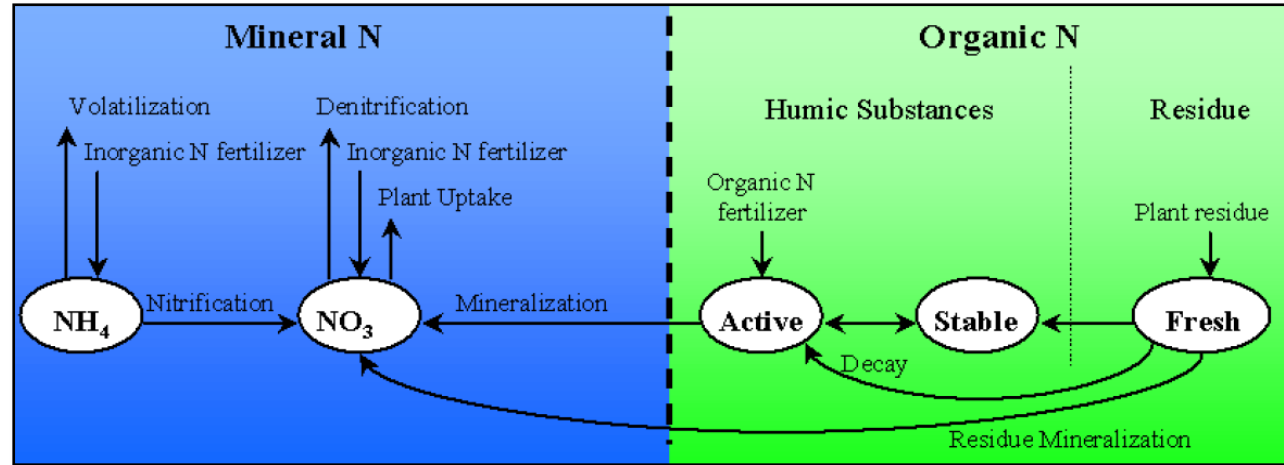 Mineral N
Organic N
Volatilization
Denitrification
Humic Substances
Residue
Inorganic N fertilizer
Inorganic N fertilizer
Plant Uptake
Organic N
fertilizer
Plant residue
NH4
Nitrification
NO3
Mineralization
Active
Stable
Fresh
Decay
Residue Mineralization